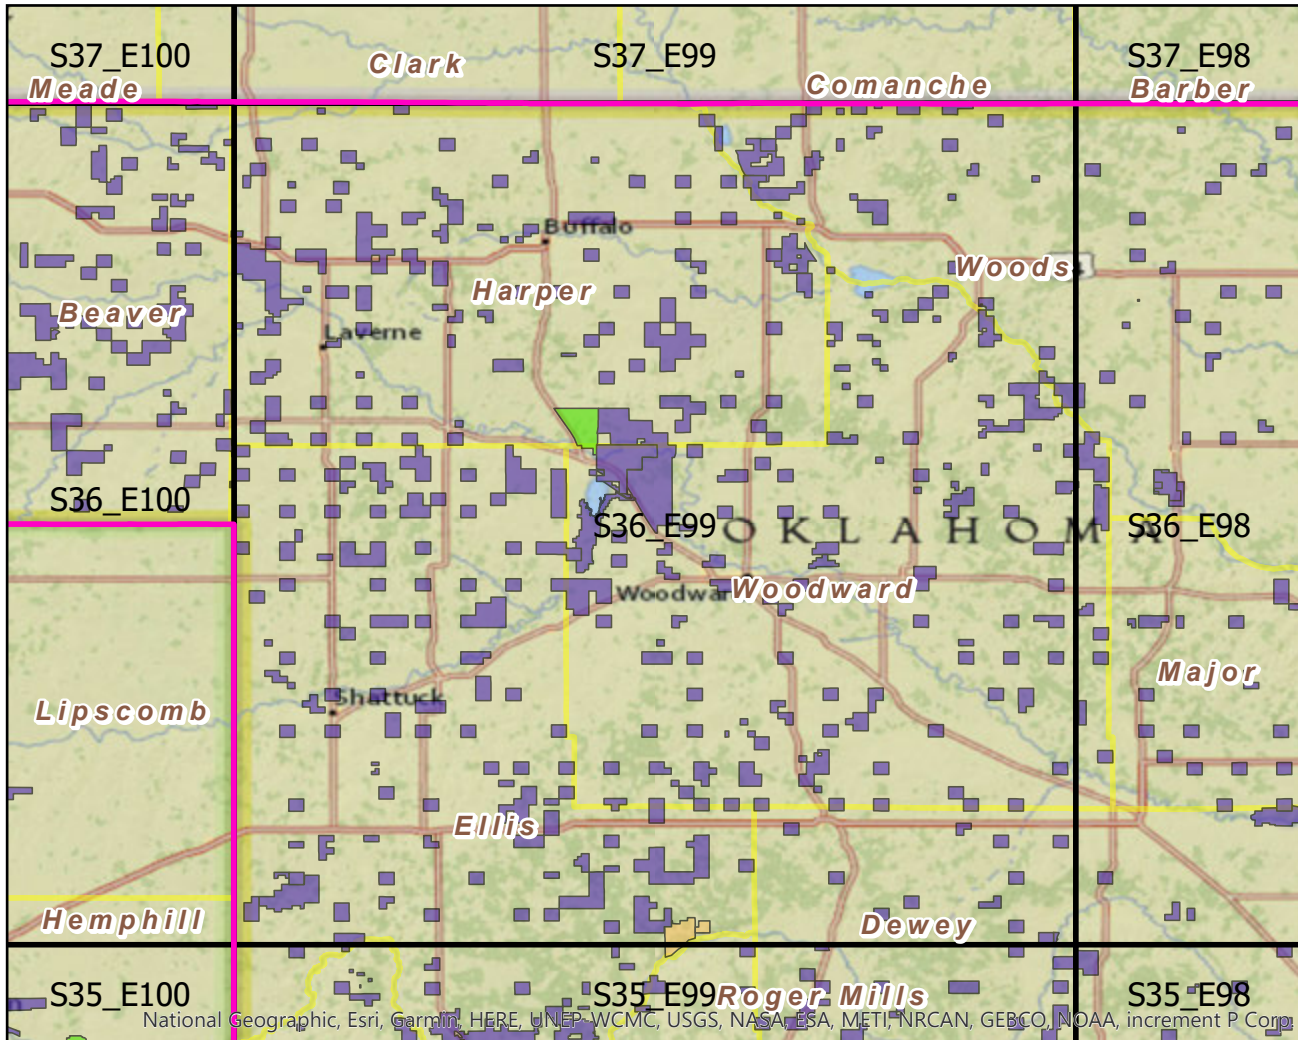 S37_E100
Clark
S37_E99
S37_E98
Meade
Comanche
Barber
Buffalo
Woods
Harper
Beaver
Laverne
S36_E100
S36_E99
OKLAHOMA
S36_E98
Woodwar
Woodward
Major
Shattuck
Lipscomb
Ellis
Hemphill
Dewey
S35_E100
S35_E99
Roger Mills
S35_E98
National Geographic, Esri, Garmin, HERE, UNEP-WCMC, USGS, NASA, ESA, METI, NRCAN, GEBCO, NOAA, increment P Corp.